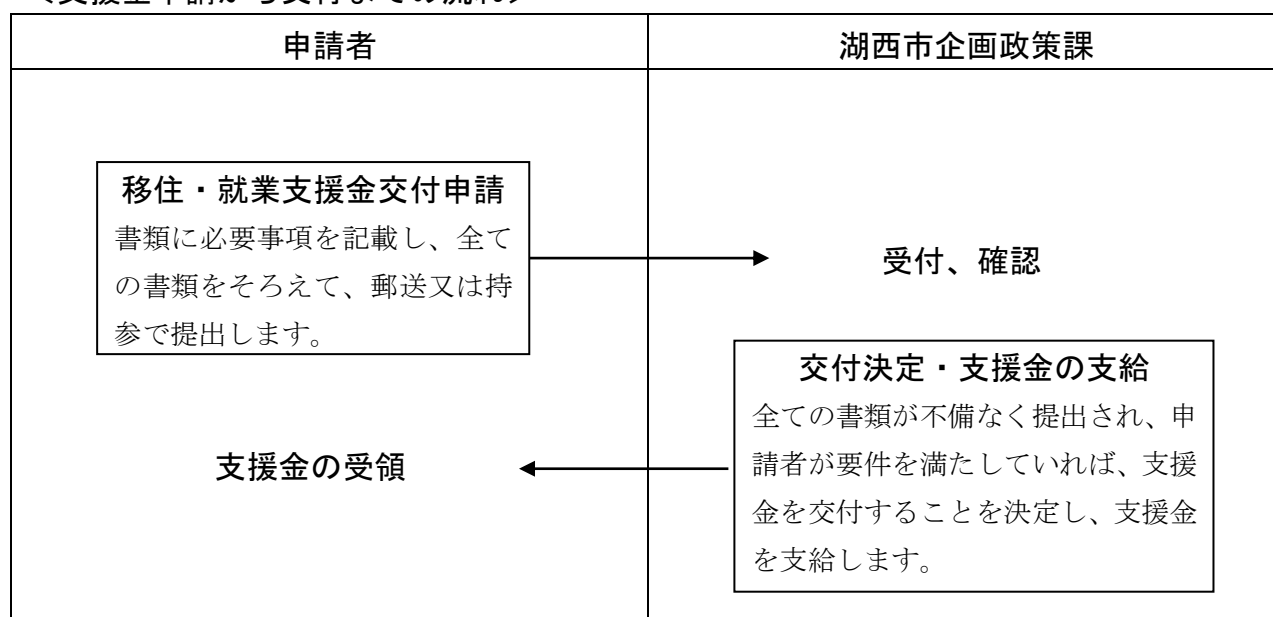 申請者
湖西市企画政策課
移住・就業支援金交付申請
書類に必要事項を記載し、全て
の書類をそろえて、郵送又は持
参で提出します。
受付、確認
交付決定・支援金の支給
全ての書類が不備なく提出され、申
請者が要件を満たしていれば、支援
金を交付することを決定し、支援金
を支給します。
支援金の受領